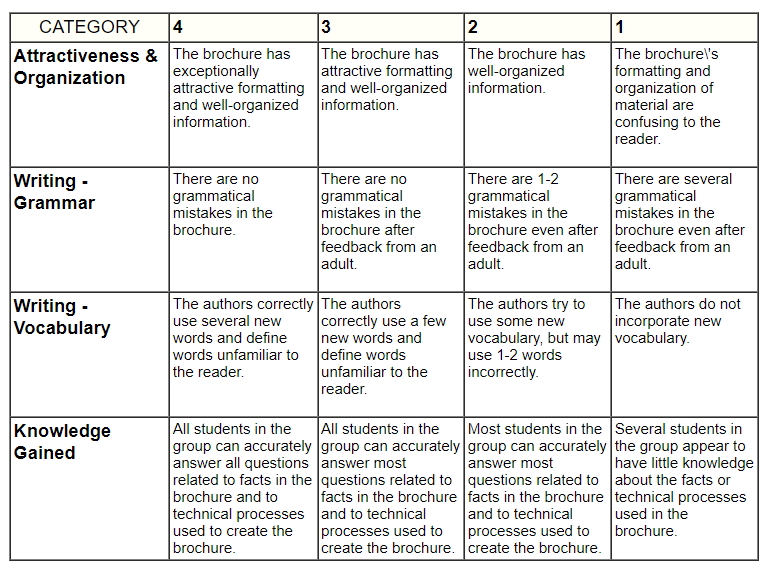 CATEGORY 4 3 2 1
Attractiveness &
Organization
The brochure has
exceptionally
attractive formatting
and well-organized
information.
The brochure has
attractive formatting
and well-organized
information.
The brochure has
well-organized
information.
The brochure\'s
formatting and
organization of
material are
confusing to the
reader.
Writing -
Grammar
There are no
grammatical
mistakes in the
brochure.
There are no
grammatical
mistakes in the
brochure after
feedback from an
adult.
There are 1-2
grammatical
mistakes in the
brochure even after
feedback from an
adult.
There are several
grammatical
mistakes in the
brochure even after
feedback from an
adult.
Writing -
Vocabulary
The authors correctly
use several new
words and define
words unfamiliar to
the reader.
The authors
correctly use a few
new words and
define words
unfamiliar to the
reader.
The authors try to
use some new
vocabulary, but may
use 1-2 words
incorrectly.
The authors do not
incorporate new
vocabulary.
Knowledge
Gained
All students in the
group can accurately
answer all questions
related to facts in the
brochure and to
technical processes
used to create the
brochure.
All students in the
group can accurately
answer most
questions related to
facts in the brochure
and to technical
processes used to
create the brochure.
Most students in the
group can accurately
answer most
questions related to
facts in the brochure
and to technical
processes used to
create the brochure.
Several students in
the group appear to
have little knowledge
about the facts or
technical processes
used in the
brochure.